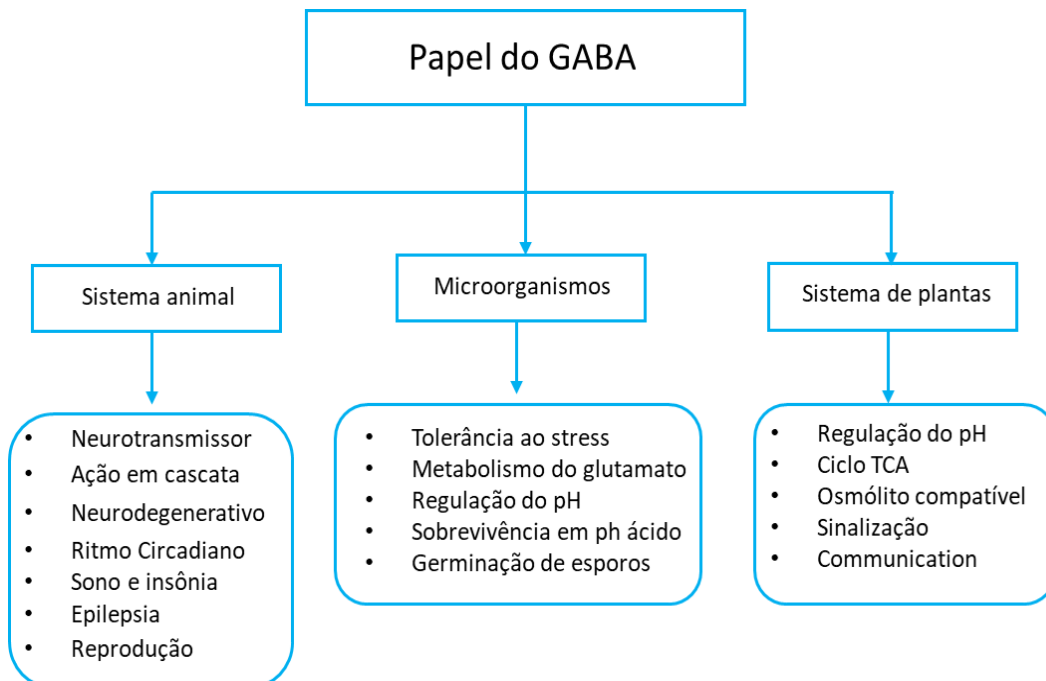 Papel do GABA
Sistema animal
Microorganismos
Sistema de plantas
• Neurotransmissor
• Ação em cascata
• Neurodegenerativo
• Ritmo Circadiano
• Sono e insônia
• Epilepsia
• Reprodução
• Tolerância ao stress
• Metabolismo do glutamato
• Regulação do pH
• Sobrevivência em ph ácido
• Germinação de esporos
• Regulação do pH
• Ciclo TCA
• Osmólito compatível
• Sinalização
• Communication